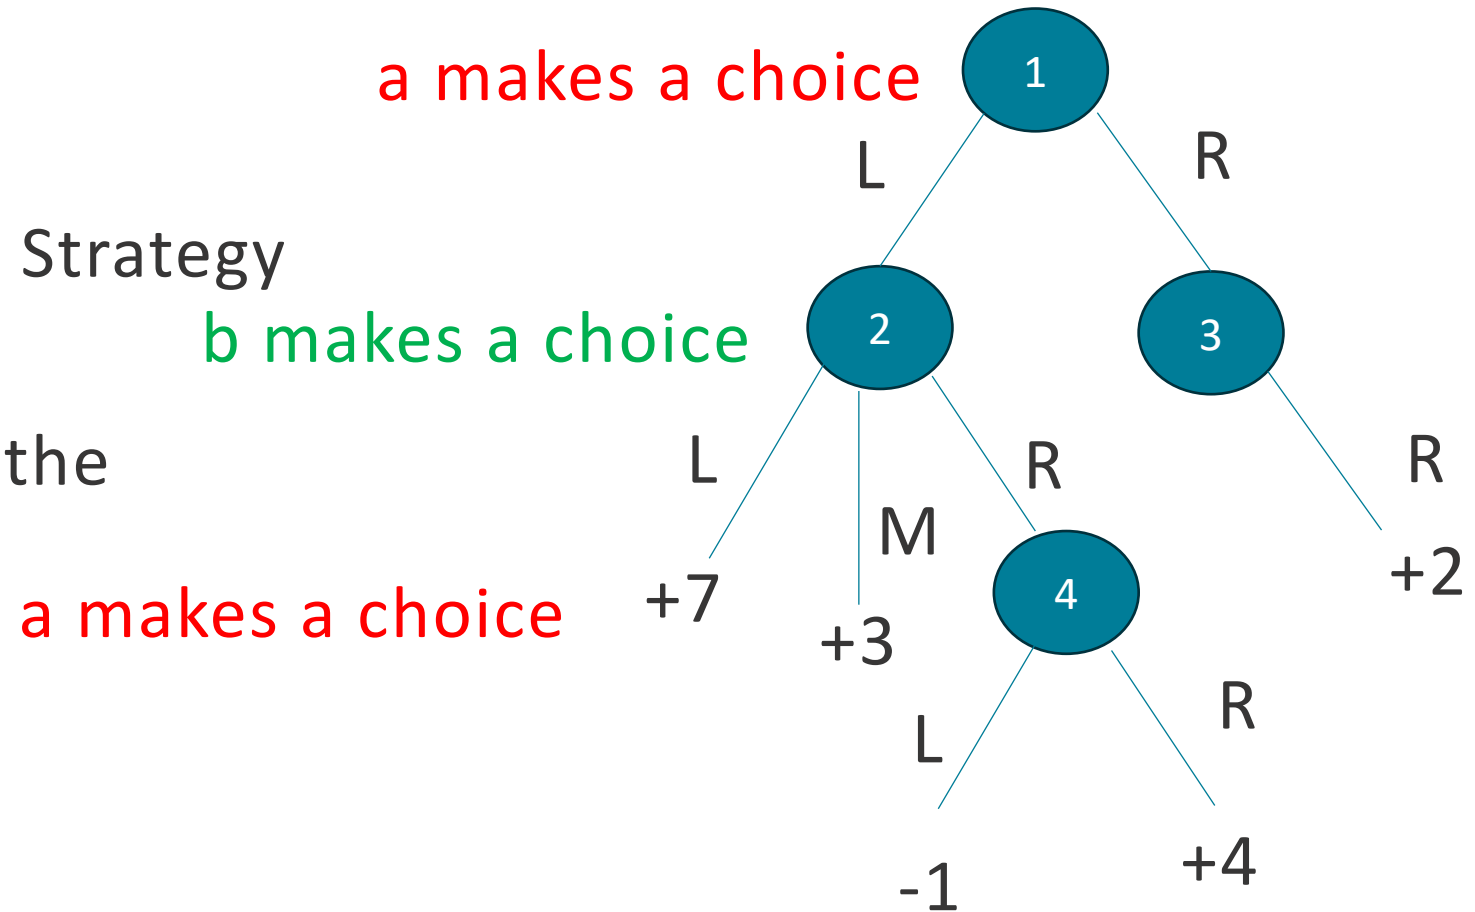 1
a makes a choice
L
R
Strategy
b makes a choice
2
3
the
L
R
R
M
+7
+3
+2
a makes a choice
4
L
R
-1
+4